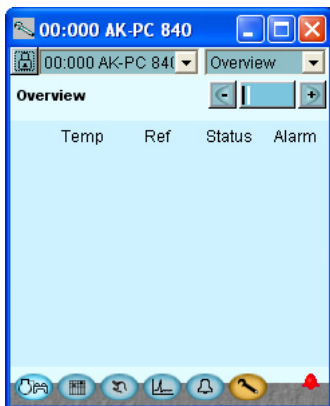 00:000 AK-PC 840
00:000 AK-PC 84( Overview
Overview
Temp Ref Status Alarm